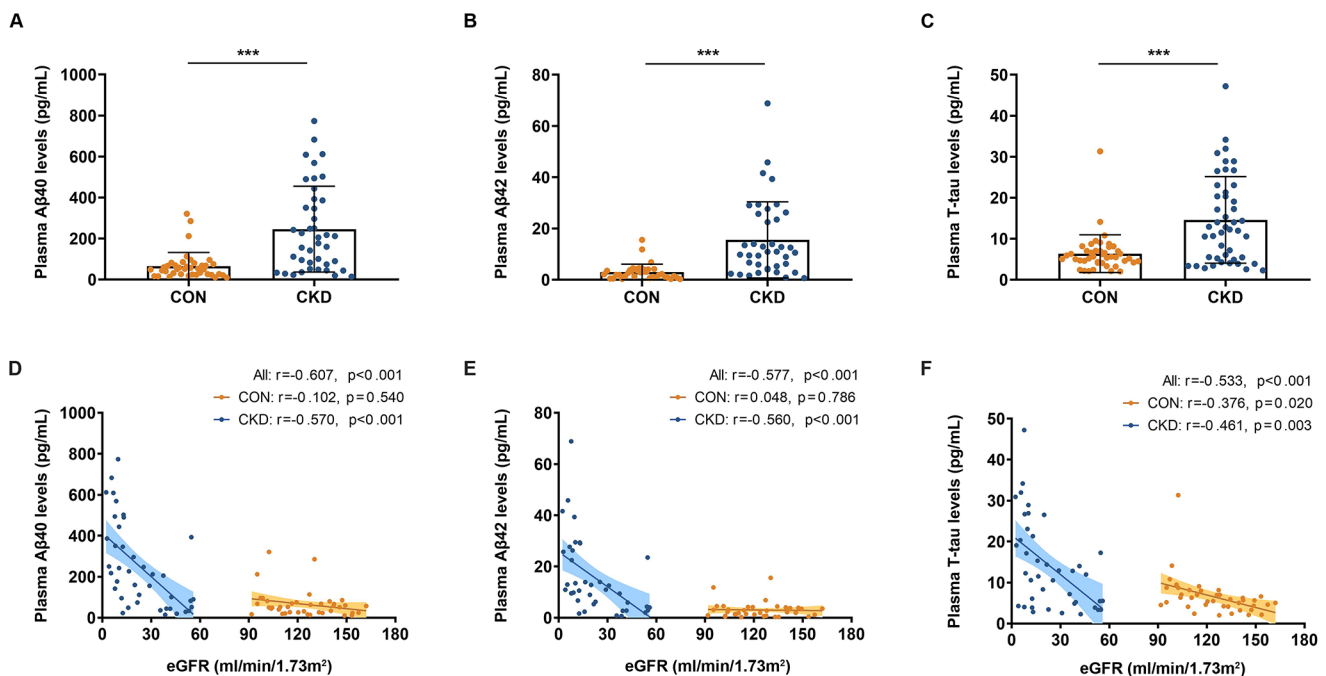 A
***
Plasma Aβ40 levels (pg/mL)
1000
800
600
400
200
0
CON
CKD
B
***
Plasma Aβ42 levels (pg/mL)
80
60
40
20
0
CON
CKD
C
***
Plasma T-tau levels (pg/mL)
50
40
30
20
10
0
CON
CKD
D
All: r=-0.607, p<0.001
CON: r=-0.102, p=0.540
CKD: r=-0.570, p<0.001
Plasma Aβ40 levels (pg/mL)
1000
800
600
400
200
0
0 30 60 90 120 150 180
eGFR (ml/min/1.73m²)
E
All: r=-0.577, p<0.001
CON: r=0.048, p=0.786
CKD: r=-0.560, p<0.001
Plasma Aβ42 levels (pg/mL)
80
60
40
20
0
0 30 60 90 120 150 180
eGFR (ml/min/1.73m²)
F
All: r=-0.533, p<0.001
CON: r=-0.376, p=0.020
CKD: r=-0.461, p=0.003
Plasma T-tau levels (pg/mL)
50
40
30
20
10
0
0 30 60 90 120 150 180
eGFR (ml/min/1.73m²)